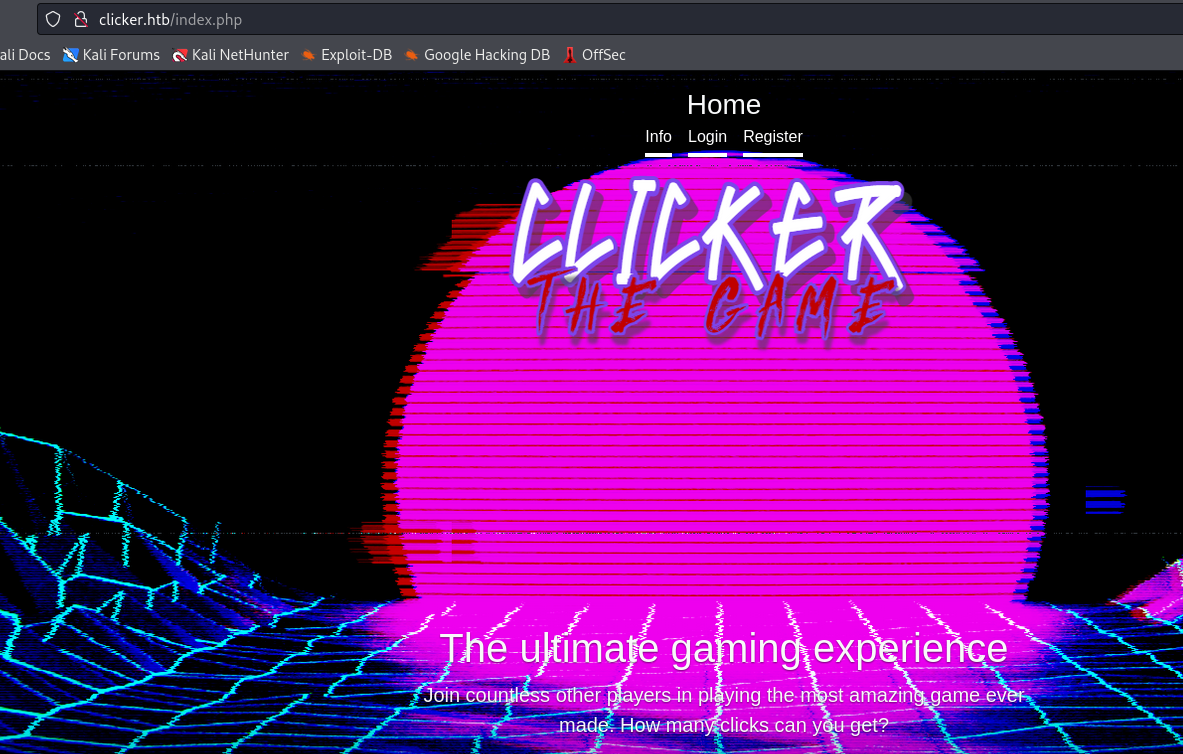 clicker.htb/index.php
ali Docs Kali Forums Kali NetHunter Exploit-DB Google Hacking DB OffSec
Home
Info Login Register
CLICKER
THE GAME
The ultimate gaming experience
Join countless other players in playing the most amazing game ever
made. How many clicks can you get?